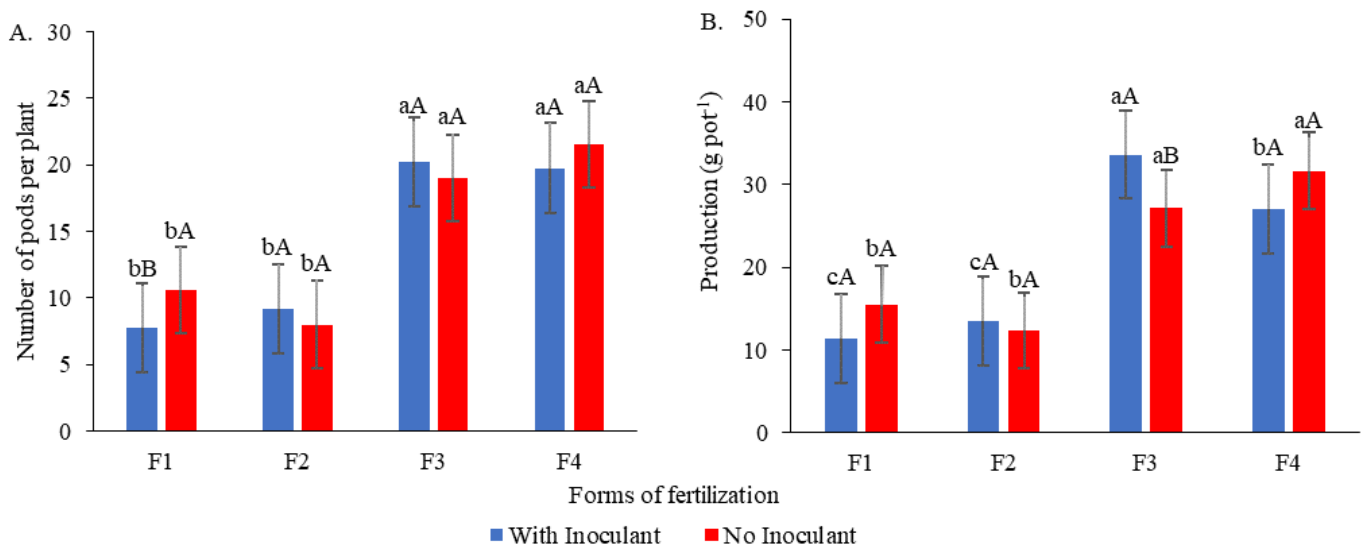 A.
Number of pods per plant
30
25
20
15
10
5
0
bB bA bA bA aA aA aA aA
F1 F2 F3 F4
B.
Production (g pot⁻¹)
50
40
30
20
10
0
cA bA cA bA aA aB bA aA
F1 F2 F3 F4
Forms of fertilization
With Inoculant No Inoculant